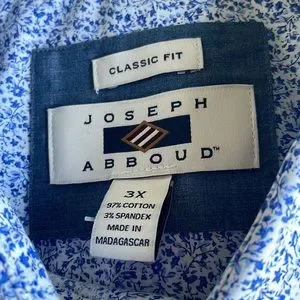 CLASSIC FIT
JOSEPH
ABBOUD™
3X
97% COTTON
3% SPANDEX
MADE IN
MADAGASCAR